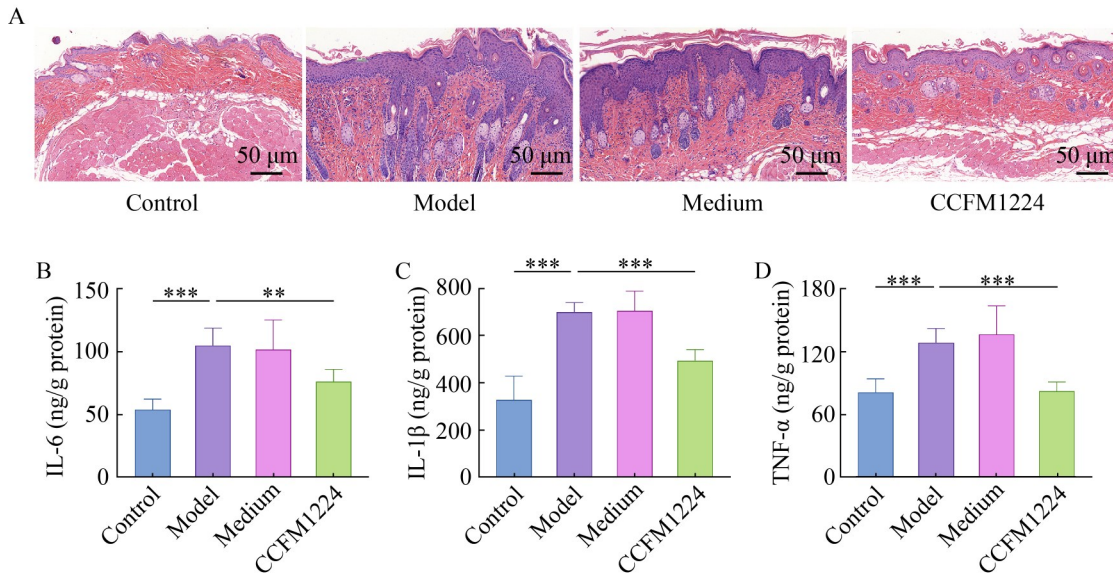 A
50 μm
50 μm
50 μm
50 μm
Control
Model
Medium
CCFM1224
B
IL-6 (ng/g protein)
150
100
50
0
***
**
Control
Model
Medium
CCFM1224
C
IL-1β (ng/g protein)
800
600
400
200
0
***
***
Control
Model
Medium
CCFM1224
D
TNF-α (ng/g protein)
180
120
60
0
***
***
Control
Model
Medium
CCFM1224